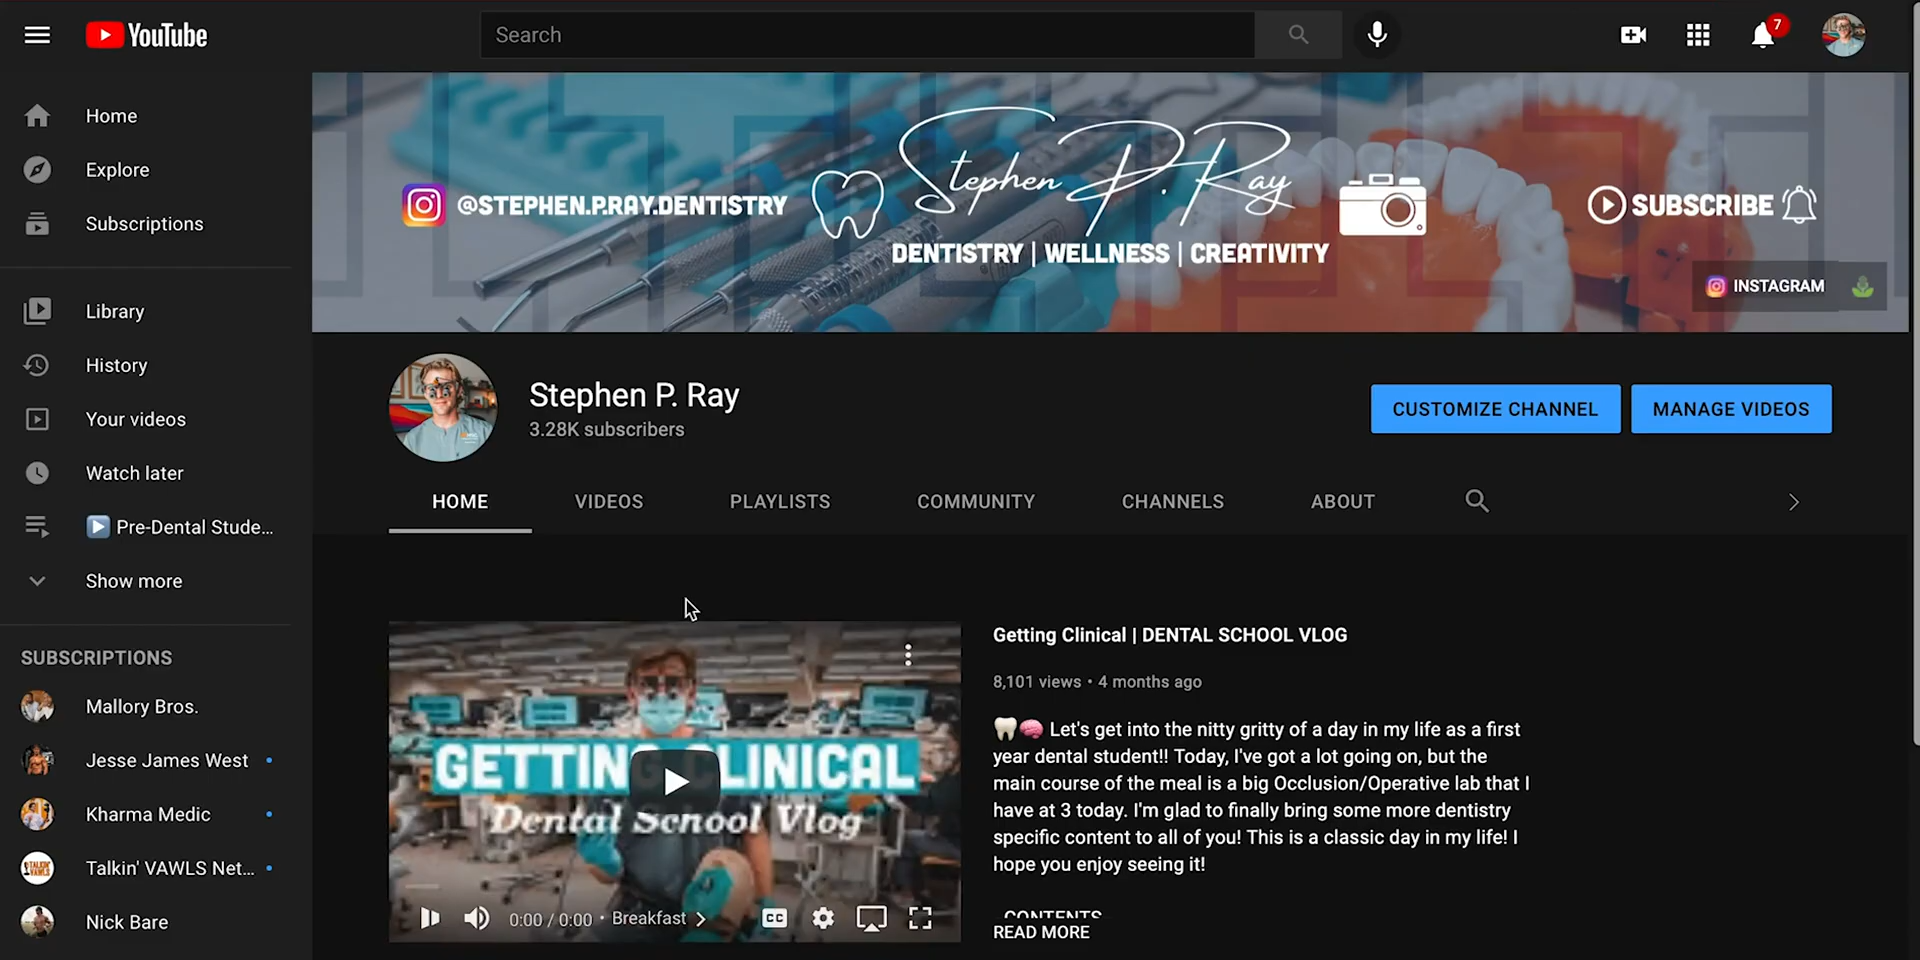 YouTube
Search
7
Home
Explore
Subscriptions
Library
History
Your videos
Watch later
Pre-Dental Stude...
Show more
SUBSCRIPTIONS
Mallory Bros.
Jesse James West
Kharma Medic
Talkin' VAWLS Net...
Nick Bare
@STEPHEN.P.RAY.DENTISTRY
Stephen P. Ray
DENTISTRY | WELLNESS | CREATIVITY
SUBSCRIBE
INSTAGRAM
Stephen P. Ray
3.28K subscribers
CUSTOMIZE CHANNEL
MANAGE VIDEOS
HOME
VIDEOS
PLAYLISTS
COMMUNITY
CHANNELS
ABOUT
GETTING CLINICAL
Dental School Vlog
0:00 / 0:00 • Breakfast
CC
Getting Clinical | DENTAL SCHOOL VLOG
8,101 views • 4 months ago
🦷🧠 Let's get into the nitty gritty of a day in my life as a first
year dental student!! Today, I've got a lot going on, but the
main course of the meal is a big Occlusion/Operative lab that I
have at 3 today. I'm glad to finally bring some more dentistry
specific content to all of you! This is a classic day in my life! I
hope you enjoy seeing it!
CONTENTS
READ MORE